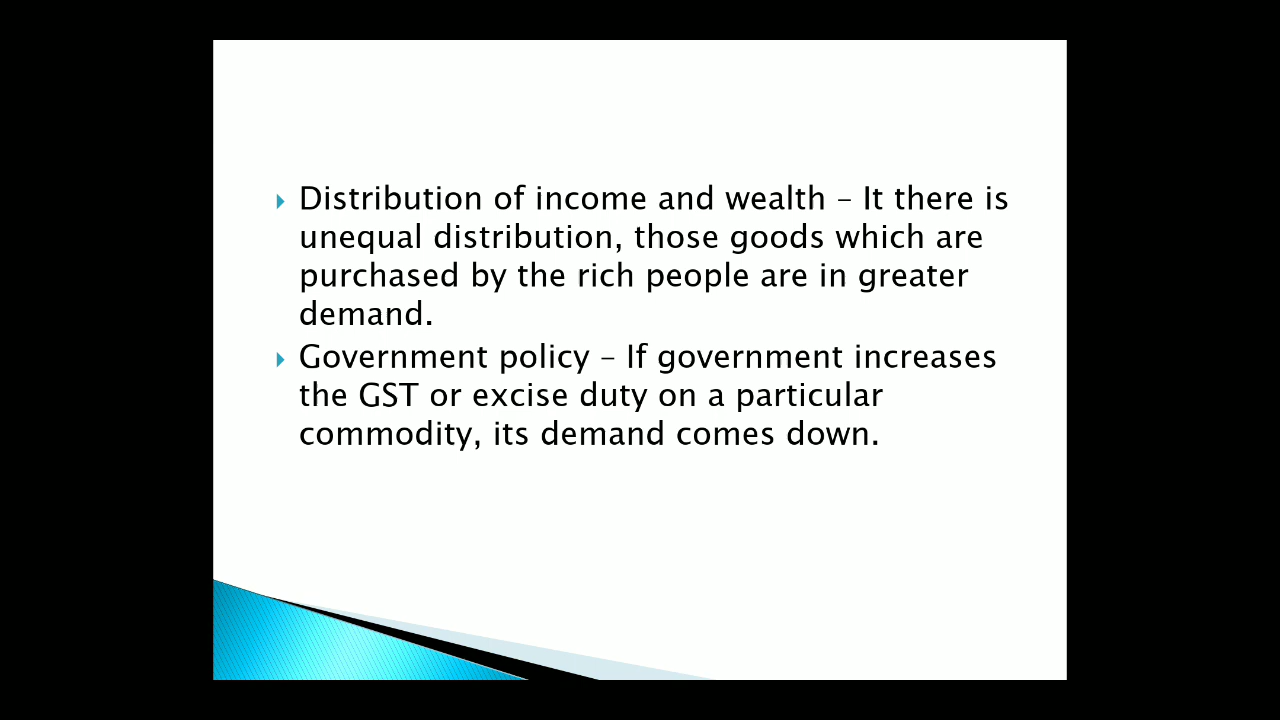 Distribution of income and wealth – It there is
unequal distribution, those goods which are
purchased by the rich people are in greater
demand.
Government policy – If government increases
the GST or excise duty on a particular
commodity, its demand comes down.